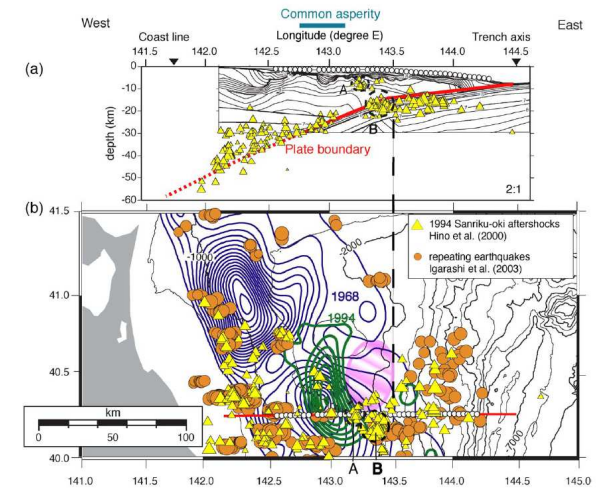 Common asperity
West
East
Coast line
Longitude (degree E)
Trench axis
141.5 142.0 142.5 143.0 143.5 144.0 144.5
(a)
0
-10
-20
-30
-40
-50
-60
depth (km)
A
B
Plate boundary
2:1
(b)
41.5
41.0
40.5
40.0
-1000
-2000
1968
1994
-7000
1994 Sanriku-oki aftershocks
Hino et al. (2000)
repeating earthquakes
Igarashi et al. (2003)
km
0 50 100
A B
141.0 141.5 142.0 142.5 143.0 143.5 144.0 144.5 145.0